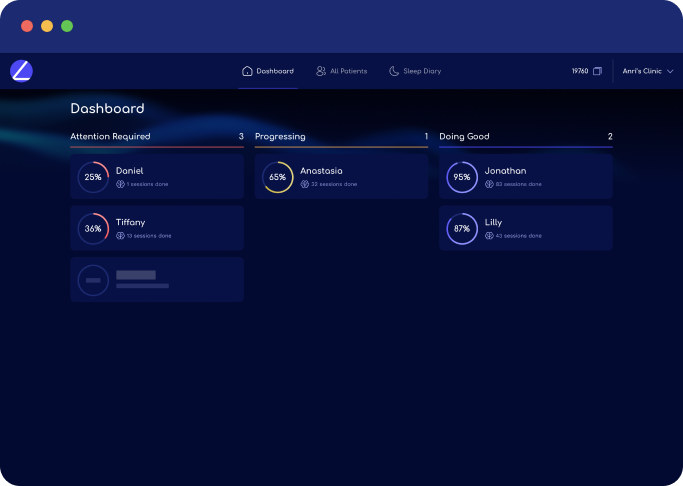 Dashboard
All Patients
Sleep Diary
19760
Anri's Clinic
Dashboard
Attention Required 3
Progressing 1
Doing Good 2
25%
Daniel
1 sessions done
36%
Tiffany
13 sessions done
65%
Anastasia
32 sessions done
95%
Jonathan
83 sessions done
87%
Lilly
43 sessions done